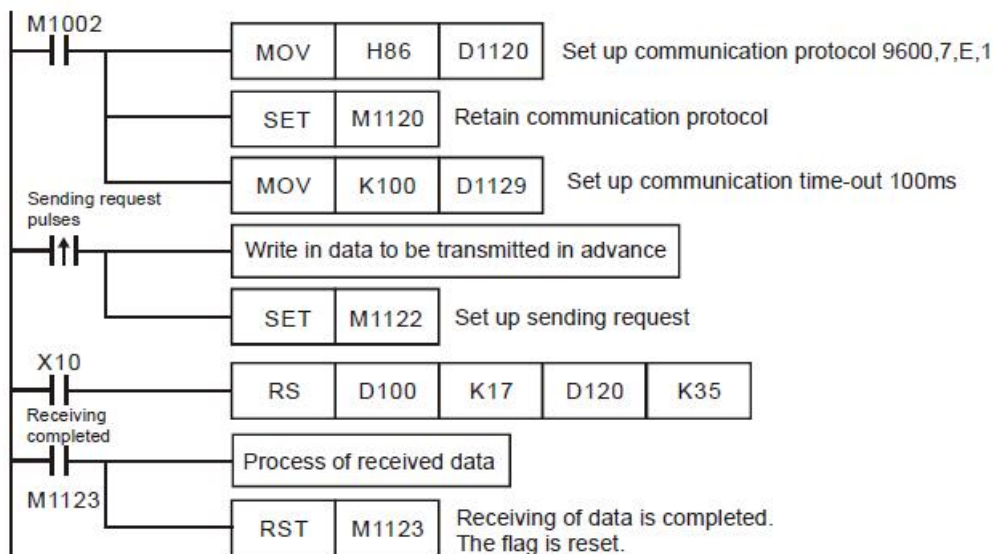 M1002
MOV H86 D1120 Set up communication protocol 9600,7,E,1
SET M1120 Retain communication protocol
MOV K100 D1129 Set up communication time-out 100ms
Sending request
pulses
Write in data to be transmitted in advance
SET M1122 Set up sending request
X10
RS D100 K17 D120 K35
Receiving
completed
Process of received data
M1123
RST M1123 Receiving of data is completed.
The flag is reset.